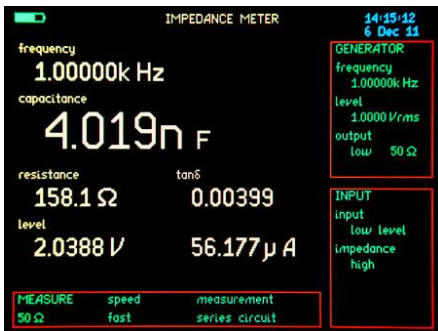 IMPEDANCE METER
14:15:12
6 Dec 11
frequency
1.00000k Hz
capacitance
4.019n F
resistance tanδ
158.1 Ω 0.00399
level
2.0388 V 56.177 µ A
GENERATOR
frequency
1.0000k Hz
level
1.0000 Vrms
output
low 50 Ω
INPUT
input
low level
impedance
high
MEASURE speed measurement
50 Ω fast series circuit